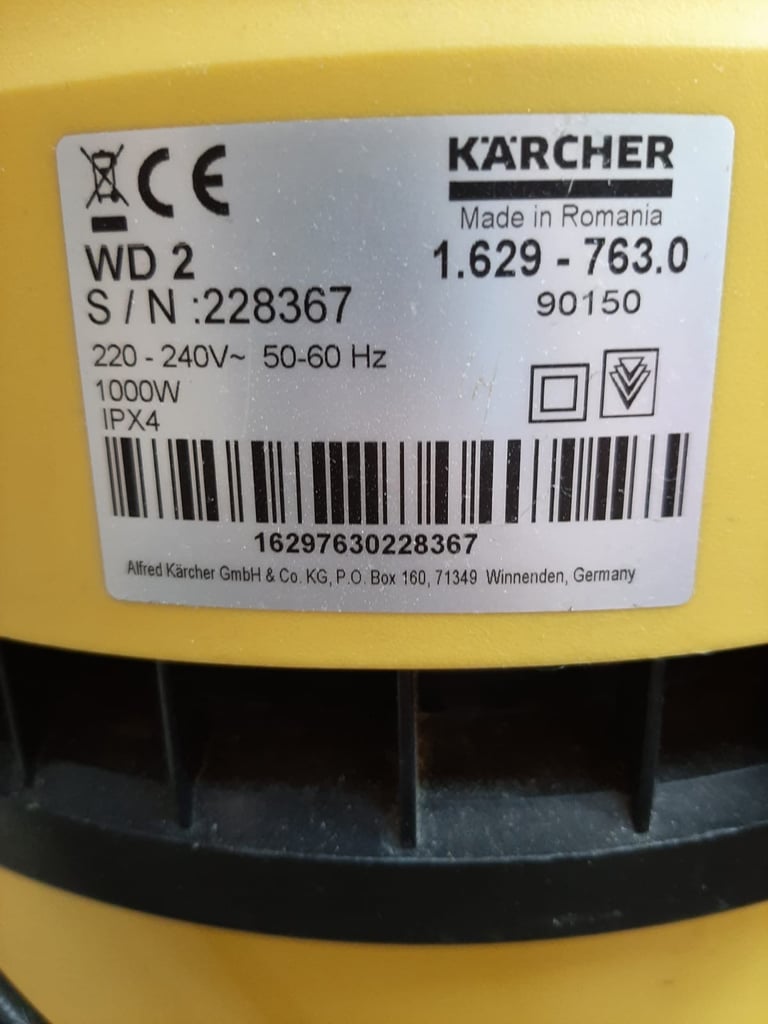 CE
KÄRCHER
Made in Romania
WD 2
1.629 - 763.0
S / N :228367
90150
220 - 240V~ 50-60 Hz
1000W
IPX4
16297630228367
Alfred Kärcher GmbH & Co. KG, P.O. Box 160, 71349 Winnenden, Germany